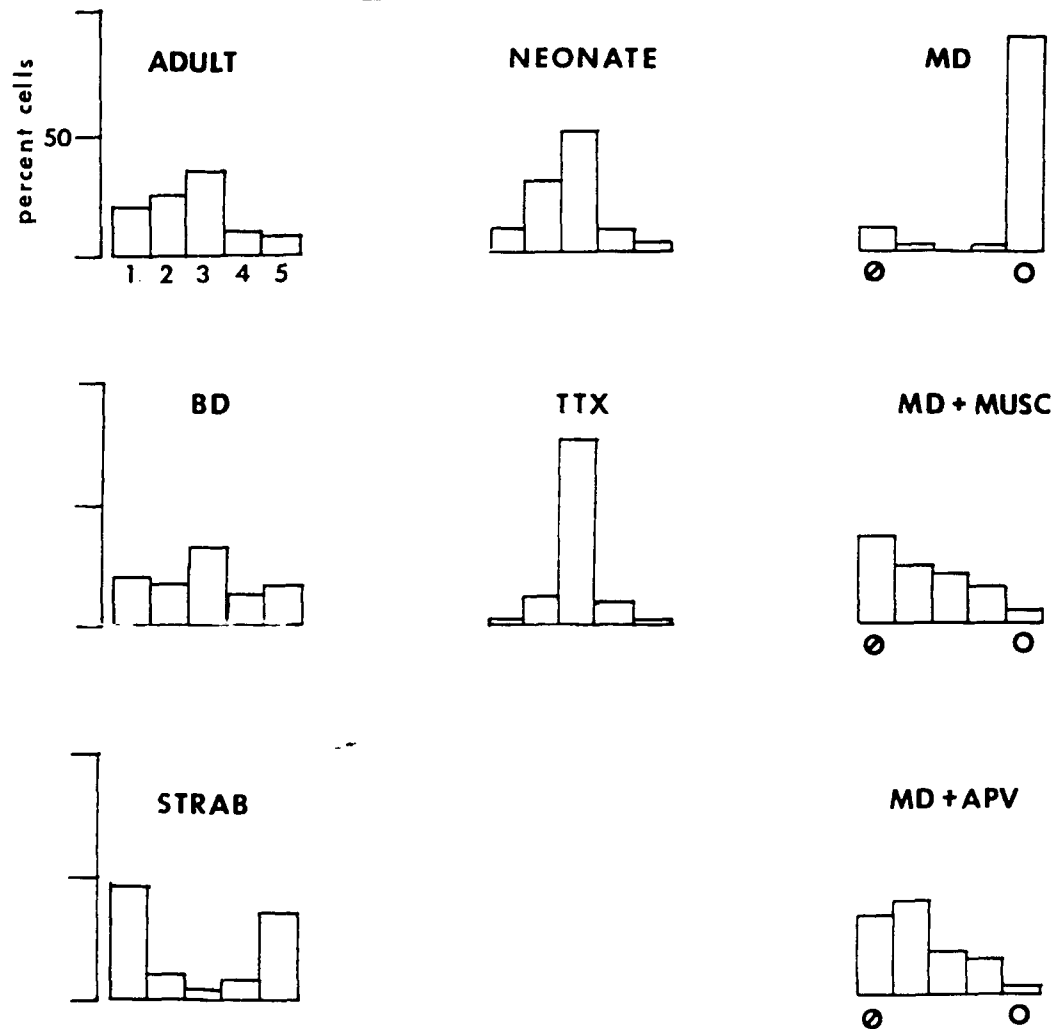 percent cells
50
ADULT
1 2 3 4 5
NEONATE
MD
BD
TTX
MD + MUSC
STRAB
MD + APV